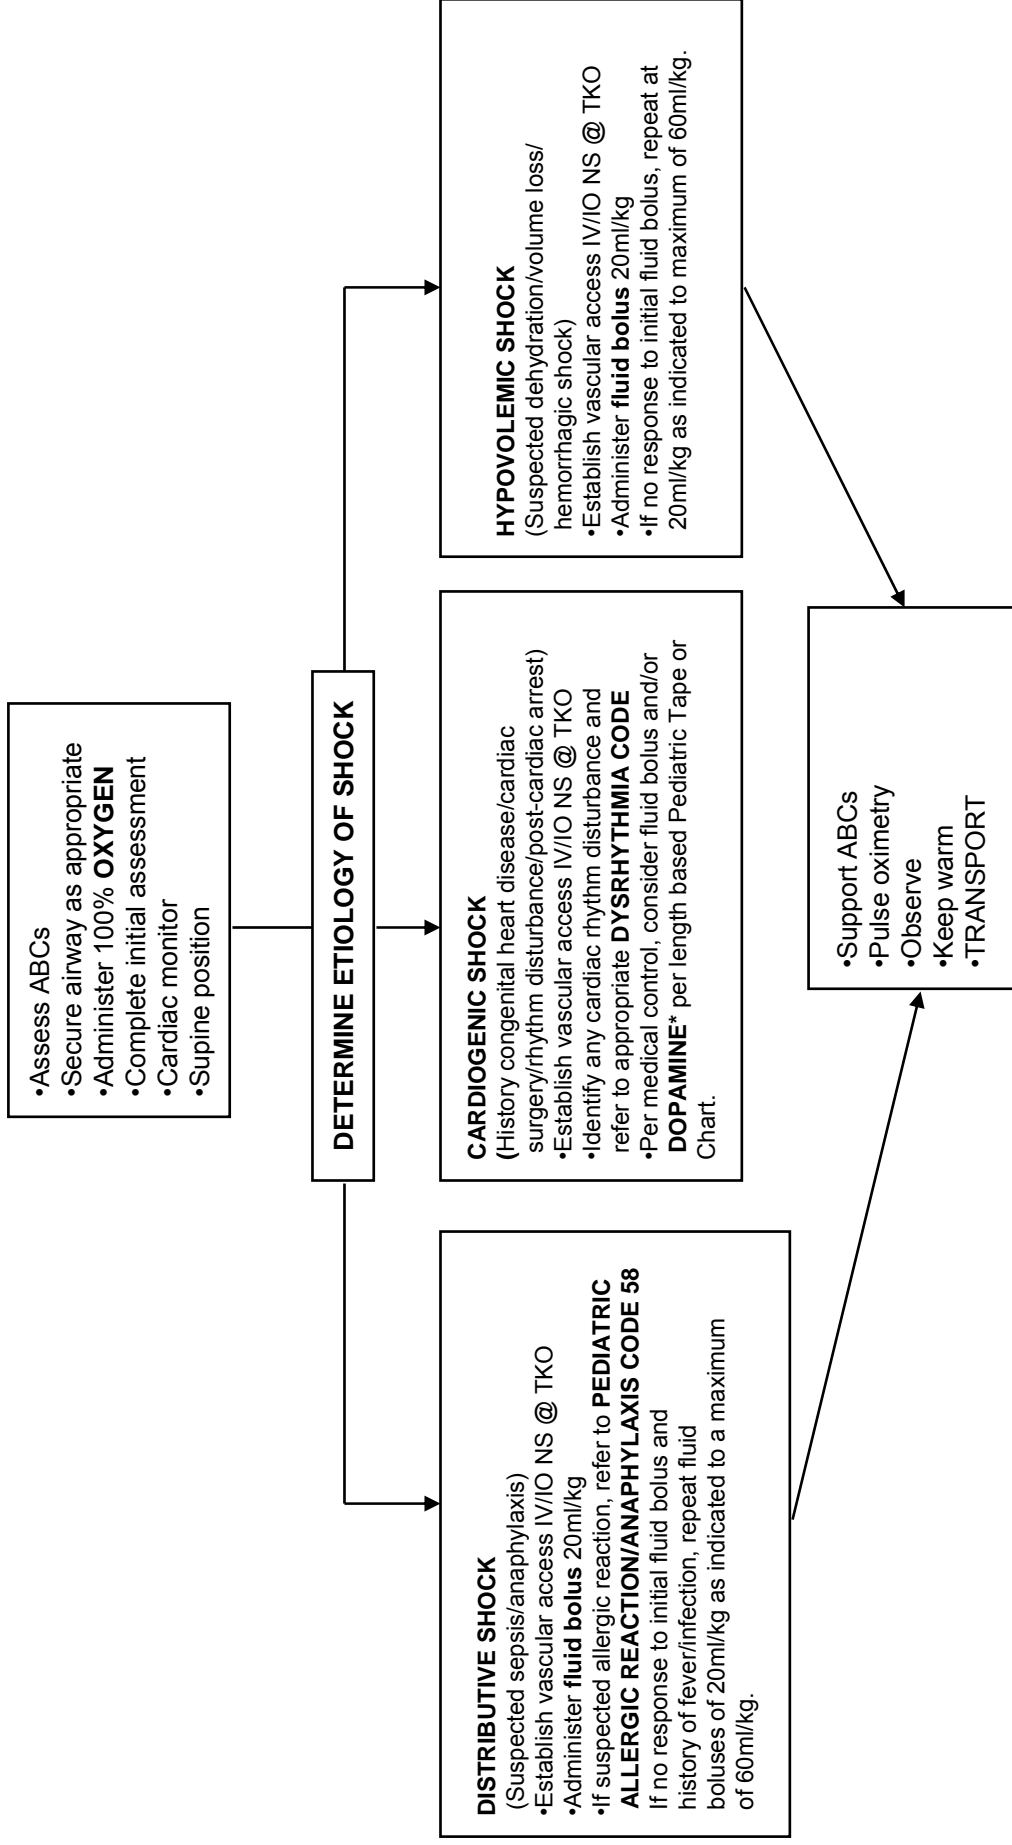 •Assess ABCs
•Secure airway as appropriate
•Administer 100% OXYGEN
•Complete initial assessment
•Cardiac monitor
•Supine position
DETERMINE ETIOLOGY OF SHOCK
DISTRIBUTIVE SHOCK
(Suspected sepsis/anaphylaxis)
•Establish vascular access IV/IO NS @ TKO
•Administer fluid bolus 20ml/kg
•If suspected allergic reaction, refer to PEDIATRIC
ALLERGIC REACTION/ANAPHYLAXIS CODE 58
If no response to initial fluid bolus and
history of fever/infection, repeat fluid
boluses of 20ml/kg as indicated to a maximum
of 60ml/kg.
CARDIOGENIC SHOCK
(History congenital heart disease/cardiac
surgery/rhythm disturbance/post-cardiac arrest)
•Establish vascular access IV/IO NS @ TKO
•Identify any cardiac rhythm disturbance and
refer to appropriate DYSRHYTHMIA CODE
•Per medical control, consider fluid bolus and/or
DOPAMINE* per length based Pediatric Tape or
Chart.
HYPOVOLEMIC SHOCK
(Suspected dehydration/volume loss/
hemorrhagic shock)
•Establish vascular access IV/IO NS @ TKO
•Administer fluid bolus 20ml/kg
•If no response to initial fluid bolus, repeat at
20ml/kg as indicated to maximum of 60ml/kg.
•Support ABCs
•Pulse oximetry
•Observe
•Keep warm
•TRANSPORT